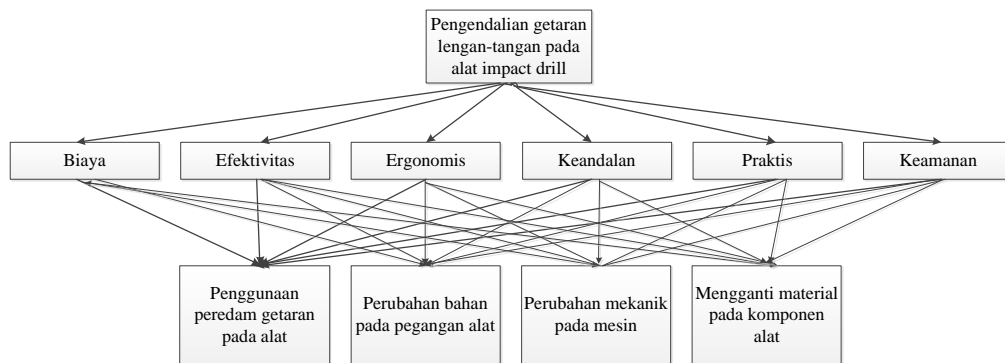 Pengendalian getaran
lengan-tangan pada
alat impact drill
Biaya
Efektivitas
Ergonomis
Keandalan
Praktis
Keamanan
Penggunaan
peredam getaran
pada alat
Perubahan bahan
pada pegangan alat
Perubahan mekanik
pada mesin
Mengganti material
pada komponen
alat